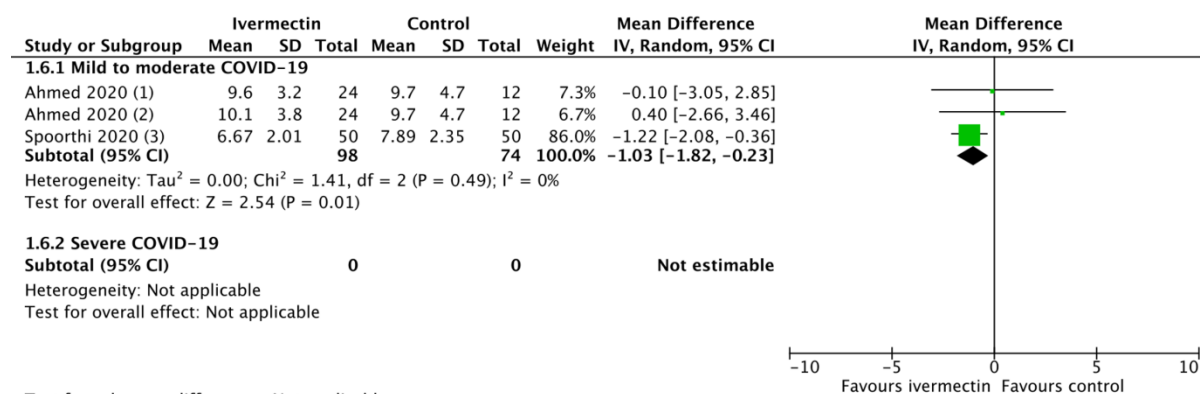 Ivermectin Control Mean Difference Mean Difference
Study or Subgroup Mean SD Total Mean SD Total Weight IV, Random, 95% CI IV, Random, 95% CI
1.6.1 Mild to moderate COVID-19
Ahmed 2020 (1) 9.6 3.2 24 9.7 4.7 12 7.3% -0.10 [-3.05, 2.85]
Ahmed 2020 (2) 10.1 3.8 24 9.7 4.7 12 6.7% 0.40 [-2.66, 3.46]
Spoorthi 2020 (3) 6.67 2.01 50 7.89 2.35 50 86.0% -1.22 [-2.08, -0.36]
Subtotal (95% CI) 98 74 100.0% -1.03 [-1.82, -0.23]
Heterogeneity: Tau² = 0.00; Chi² = 1.41, df = 2 (P = 0.49); I² = 0%
Test for overall effect: Z = 2.54 (P = 0.01)
1.6.2 Severe COVID-19
Subtotal (95% CI) 0 0 Not estimable
Heterogeneity: Not applicable
Test for overall effect: Not applicable
-10 -5 0 5 10
Favours ivermectin Favours control